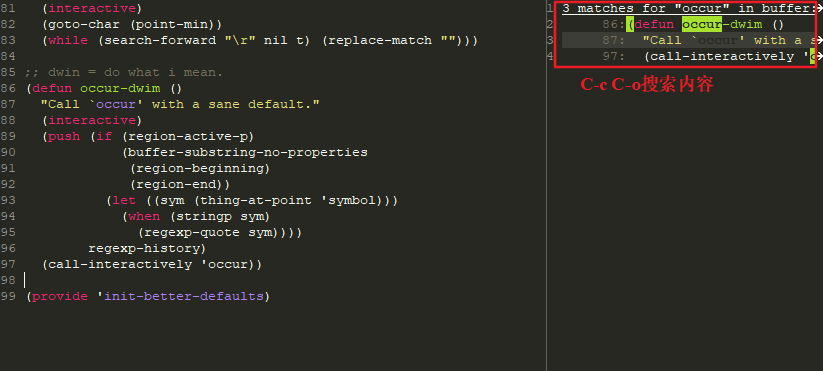 81   (interactive)
82   (goto-char (point-min))
83   (while (search-forward "\r" nil t) (replace-match "")))
84
85 ;; dwin = do what i mean.
86 (defun occur-dwim ()
87   "Call `occur' with a sane default."
88   (interactive)
89   (push (if (region-active-p)
90             (buffer-substring-no-properties
91              (region-beginning)
92              (region-end))
93           (let ((sym (thing-at-point 'symbol)))
94             (when (stringp sym)
95               (regexp-quote sym))))
96         regexp-history)
97   (call-interactively 'occur))
98
99 (provide 'init-better-defaults)
1 3 matches for "occur" in buffer:
2     86:(defun occur-dwim ()
3     87:  "Call `occur' with a s
4     97:  (call-interactively '
C-c C-o搜索内容